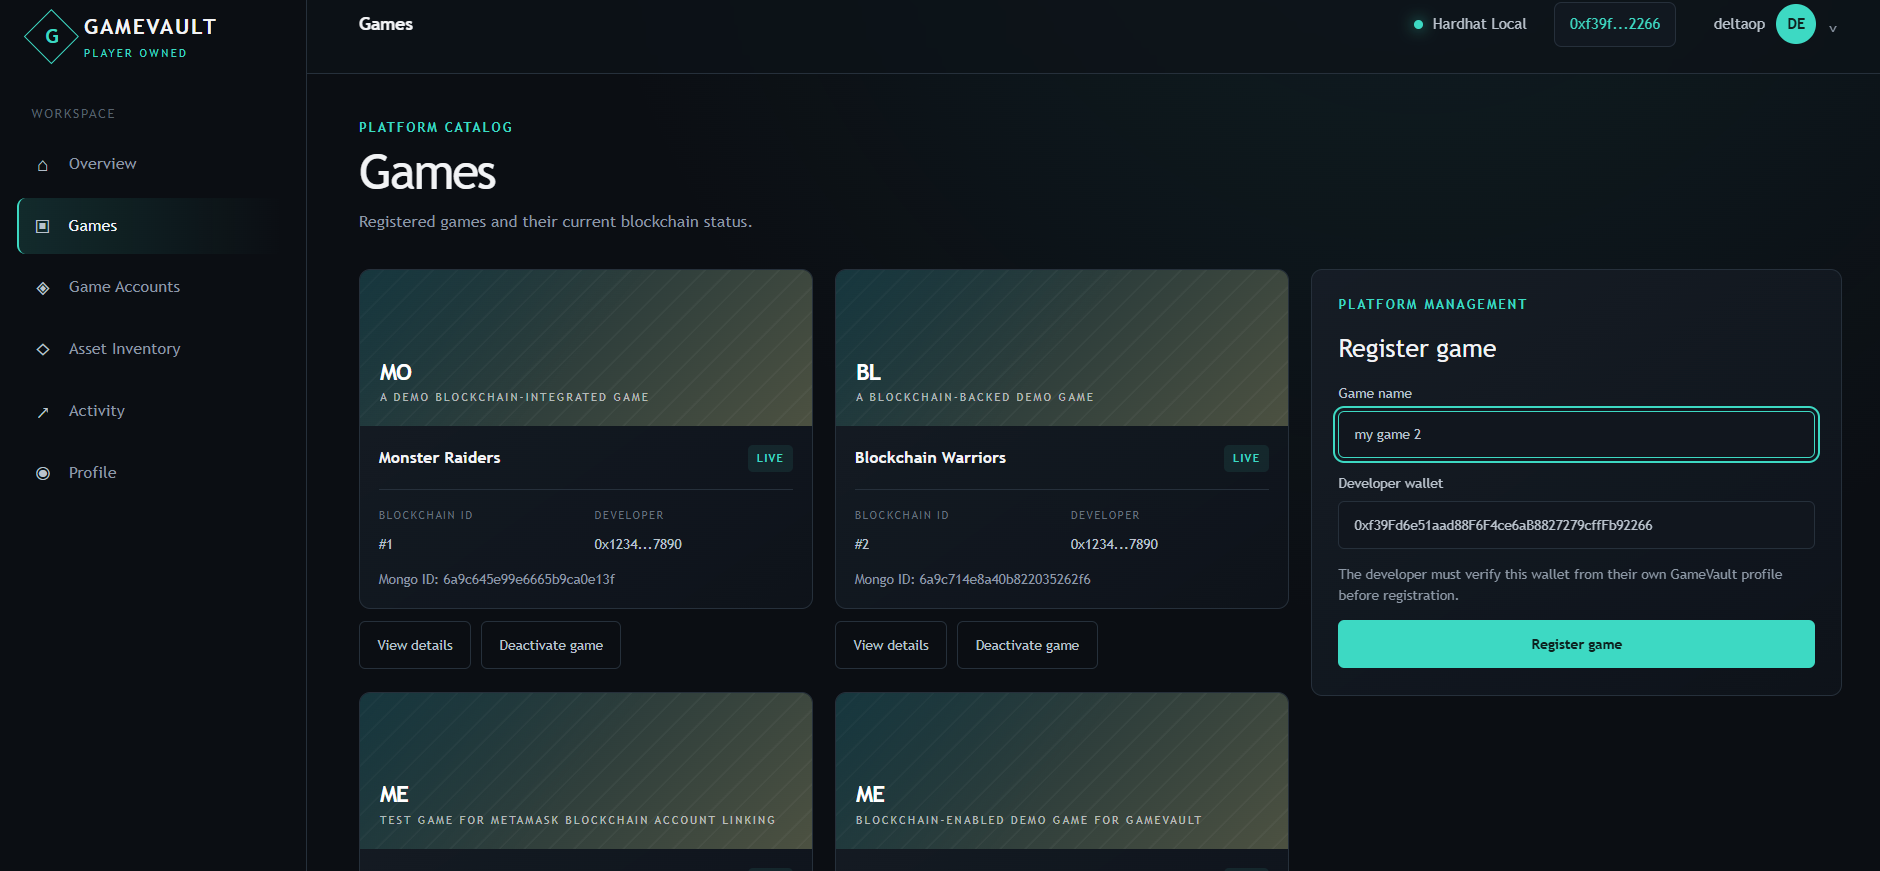 G
GAMEVAULT
PLAYER OWNED
WORKSPACE
Overview
Games
Game Accounts
Asset Inventory
Activity
Profile
Games
Hardhat Local
0xf39f...2266
deltaop
DE
v
PLATFORM CATALOG
Games
Registered games and their current blockchain status.
MO
A DEMO BLOCKCHAIN-INTEGRATED GAME
Monster Raiders
LIVE
BLOCKCHAIN ID
DEVELOPER
#1
0x1234...7890
Mongo ID: 6a9c645e99e6665b9ca0e13f
View details
Deactivate game
BL
A BLOCKCHAIN-BACKED DEMO GAME
Blockchain Warriors
LIVE
BLOCKCHAIN ID
DEVELOPER
#2
0x1234...7890
Mongo ID: 6a9c714e8a40b822035262f6
View details
Deactivate game
ME
TEST GAME FOR METAMASK BLOCKCHAIN ACCOUNT LINKING
ME
BLOCKCHAIN-ENABLED DEMO GAME FOR GAMEVAULT
PLATFORM MANAGEMENT
Register game
Game name
my game 2
Developer wallet
0xf39Fd6e51aad88F6F4ce6aB8827279cffFb92266
The developer must verify this wallet from their own GameVault profile
before registration.
Register game